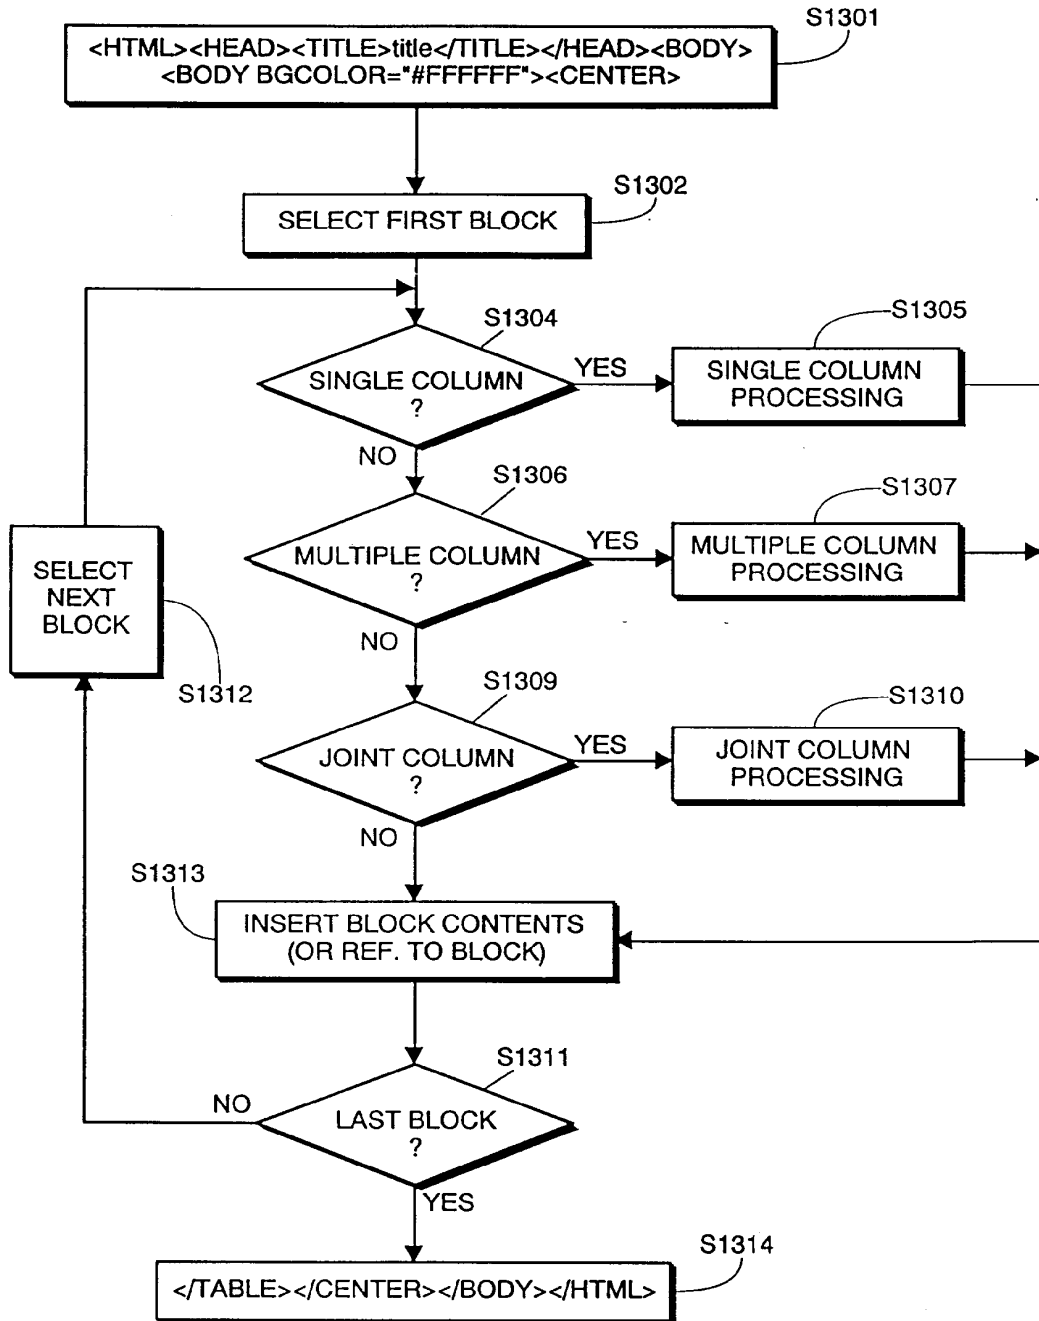 S1301
<HTML><HEAD><TITLE>title</TITLE></HEAD><BODY>
<BODY BGCOLOR="#FFFFFF"><CENTER>
S1302
SELECT FIRST BLOCK
S1304
SINGLE COLUMN
?
YES
NO
S1305
SINGLE COLUMN
PROCESSING
S1306
MULTIPLE COLUMN
?
YES
NO
S1307
MULTIPLE COLUMN
PROCESSING
SELECT
NEXT
BLOCK
S1312
S1309
JOINT COLUMN
?
YES
NO
S1310
JOINT COLUMN
PROCESSING
S1313
INSERT BLOCK CONTENTS
(OR REF. TO BLOCK)
S1311
LAST BLOCK
?
NO
YES
S1314
</TABLE></CENTER></BODY></HTML>